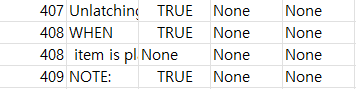 407 Unlatching TRUE None None
408 WHEN TRUE None None
408 item is pl None None None
409 NOTE: TRUE None None